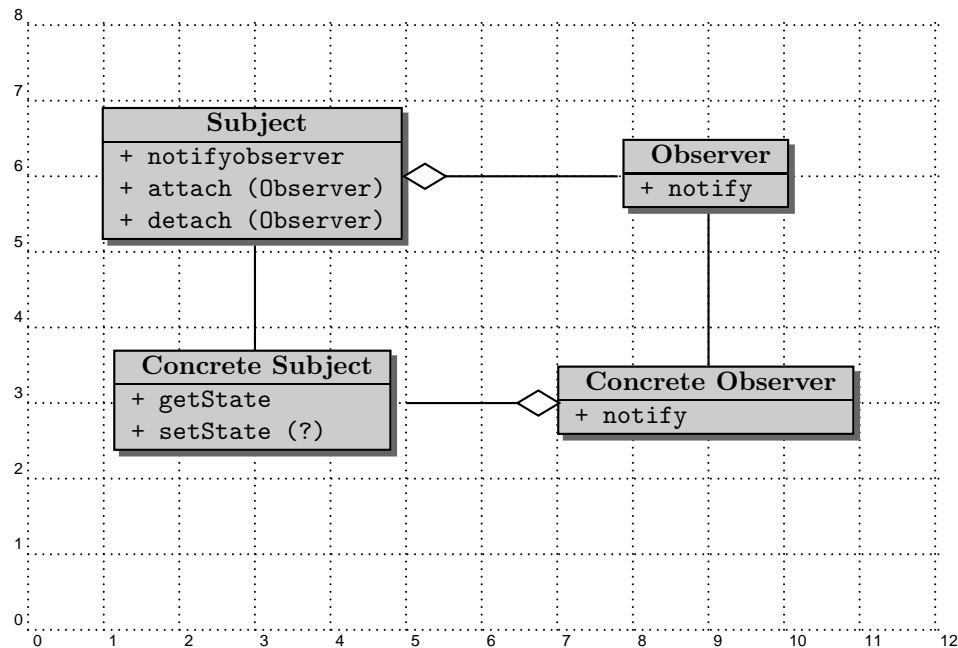 8
7
Subject
+ notifyobserver
+ attach (Observer)
+ detach (Observer)
Observer
+ notify
6
5
4
Concrete Subject
+ getState
+ setState (?)
Concrete Observer
+ notify
3
2
1
0
0 1 2 3 4 5 6 7 8 9 10 11 12